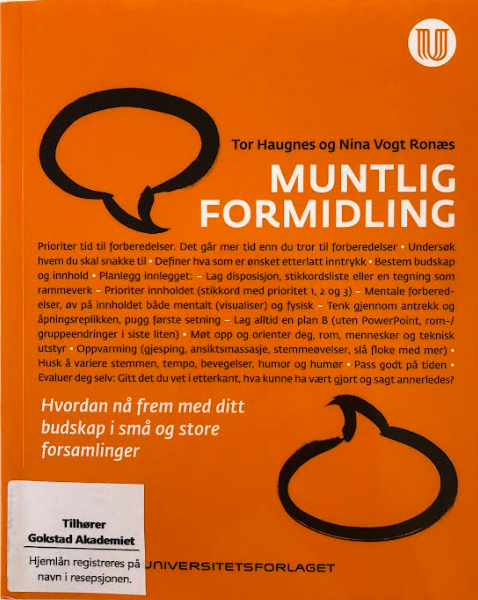 Tor Haugnes og Nina Vogt Ronæs
MUNTLIG
FORMIDLING
Prioriter tid til forberedelser. Det går mer tid enn du tror til forberedelser • Undersøk
hvem du skal snakke til • Definer hva som er ønsket etterlatt inntrykk • Bestem budskap
og innhold • Planlegg innlegget: – Lag disposisjon, stikkordsliste eller en tegning som
rammeverk – Prioriter innholdet (stikkord med prioritet 1, 2 og 3) – Mentale forbered-
elser, øv på innholdet både mentalt (visualiser) og fysisk – Tenk gjennom antrekk og
åpningsreplikken, pugg første setning – Lag alltid en plan B (uten PowerPoint, rom-/
gruppeendringer i siste liten) • Møt opp og orienter deg, rom, mennesker og teknisk
utstyr • Oppvarming (gjesping, ansiktsmassasje, stemmeøvelser, slå floke med mer) •
Husk å variere stemmen, tempo, bevegelser, humor og humør • Pass godt på tiden •
Evaluer deg selv: Gitt det du vet i etterkant, hva kunne ha vært gjort og sagt annerledes?
Hvordan nå frem med ditt
budskap i små og store
forsamlinger
Tilhører
Gokstad Akademiet
Hjemlån registreres på
navn i resepsjonen.
UNIVERSITETSFORLAGET